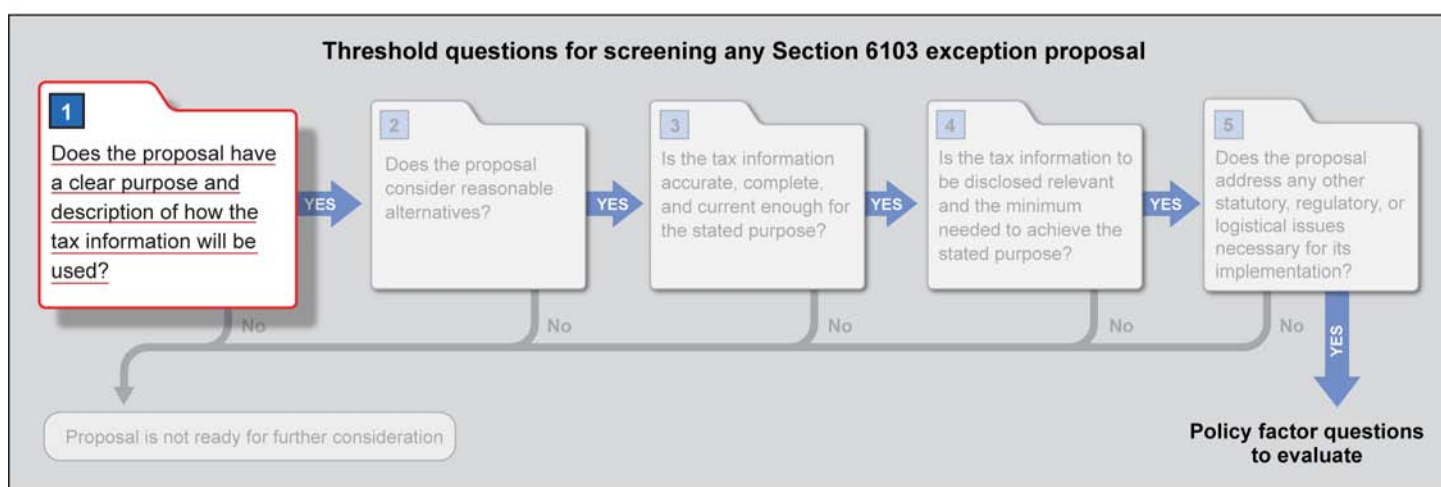 Threshold questions for screening any Section 6103 exception proposal
1
Does the proposal have
a clear purpose and
description of how the
tax information will be
used?
YES
2
Does the proposal
consider reasonable
alternatives?
YES
3
Is the tax information
accurate, complete,
and current enough for
the stated purpose?
YES
4
Is the tax information to
be disclosed relevant
and the minimum
needed to achieve the
stated purpose?
YES
5
Does the proposal
address any other
statutory, regulatory, or
logistical issues
necessary for its
implementation?
No
No
No
No
No
YES
Proposal is not ready for further consideration
Policy factor questions
to evaluate